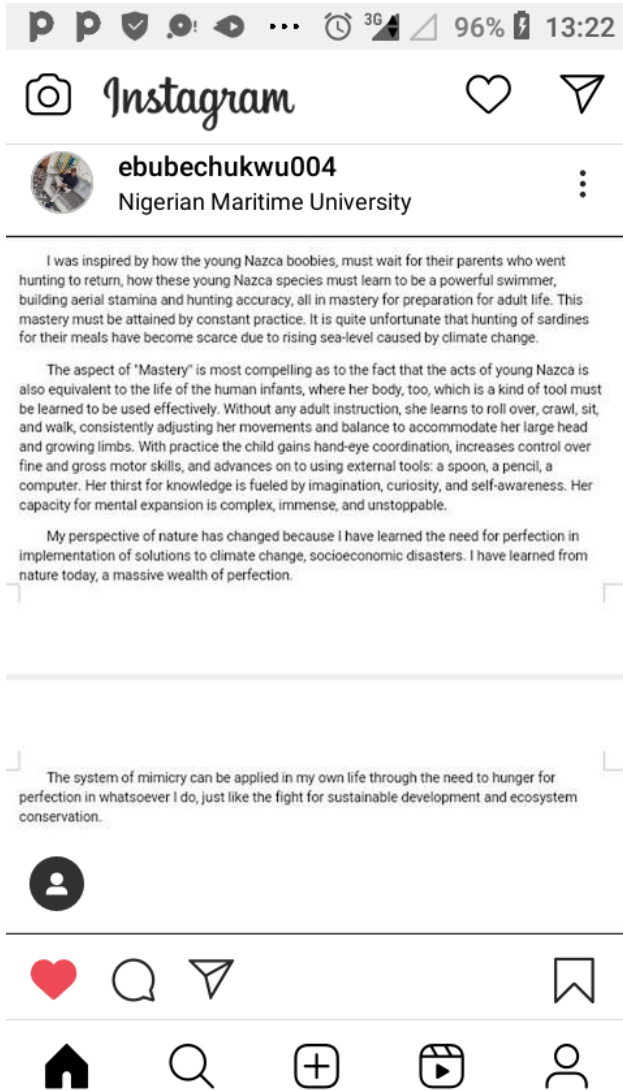 3G 96% 13:22
Instagram
ebubechukwu004
Nigerian Maritime University
I was inspired by how the young Nazca boobies, must wait for their parents who went
hunting to return, how these young Nazca species must learn to be a powerful swimmer,
building aerial stamina and hunting accuracy, all in mastery for preparation for adult life. This
mastery must be attained by constant practice. It is quite unfortunate that hunting of sardines
for their meals have become scarce due to rising sea-level caused by climate change.
The aspect of "Mastery" is most compelling as to the fact that the acts of young Nazca is
also equivalent to the life of the human infants, where her body, too, which is a kind of tool must
be learned to be used effectively. Without any adult instruction, she learns to roll over, crawl, sit,
and walk, consistently adjusting her movements and balance to accommodate her large head
and growing limbs. With practice the child gains hand-eye coordination, increases control over
fine and gross motor skills, and advances on to using external tools: a spoon, a pencil, a
computer. Her thirst for knowledge is fueled by imagination, curiosity, and self-awareness. Her
capacity for mental expansion is complex, immense, and unstoppable.
My perspective of nature has changed because I have learned the need for perfection in
implementation of solutions to climate change, socioeconomic disasters. I have learned from
nature today, a massive wealth of perfection.
The system of mimicry can be applied in my own life through the need to hunger for
perfection in whatsoever I do, just like the fight for sustainable development and ecosystem
conservation.